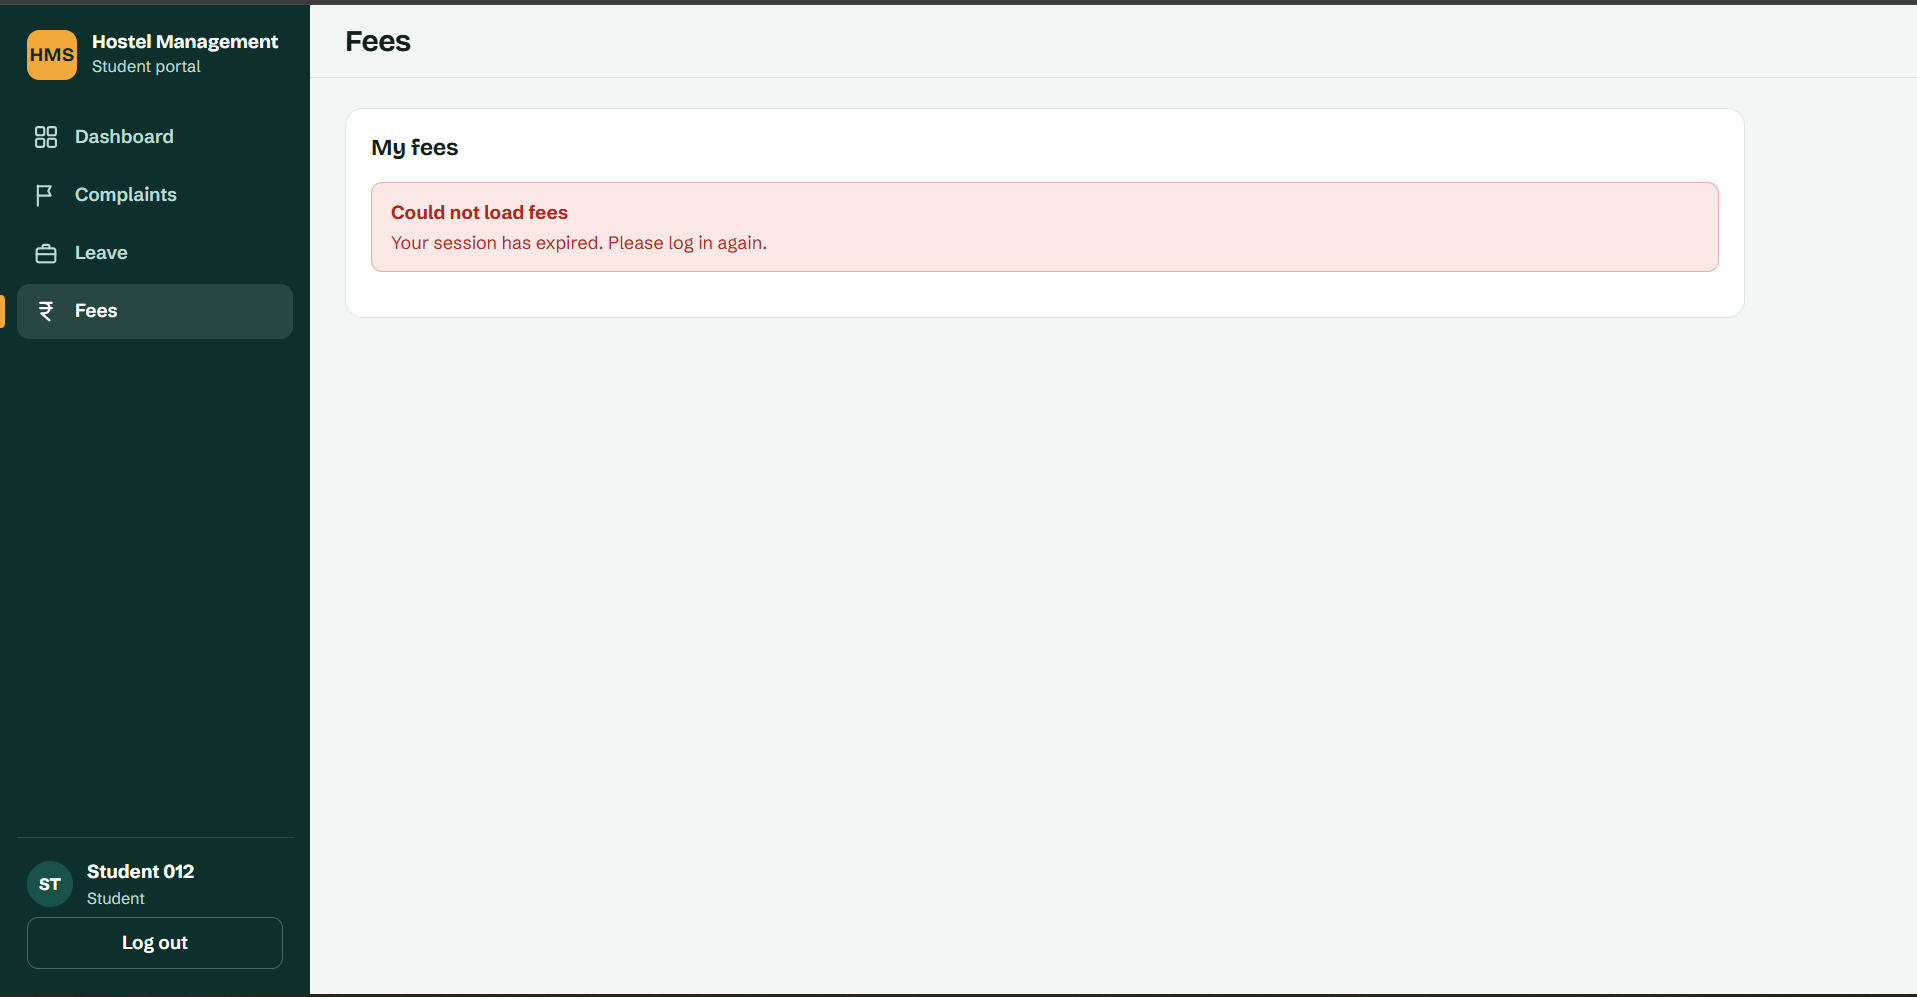 HMS
Hostel Management
Student portal
Dashboard
Complaints
Leave
Fees
ST
Student 012
Student
Log out
Fees
My fees
Could not load fees
Your session has expired. Please log in again.